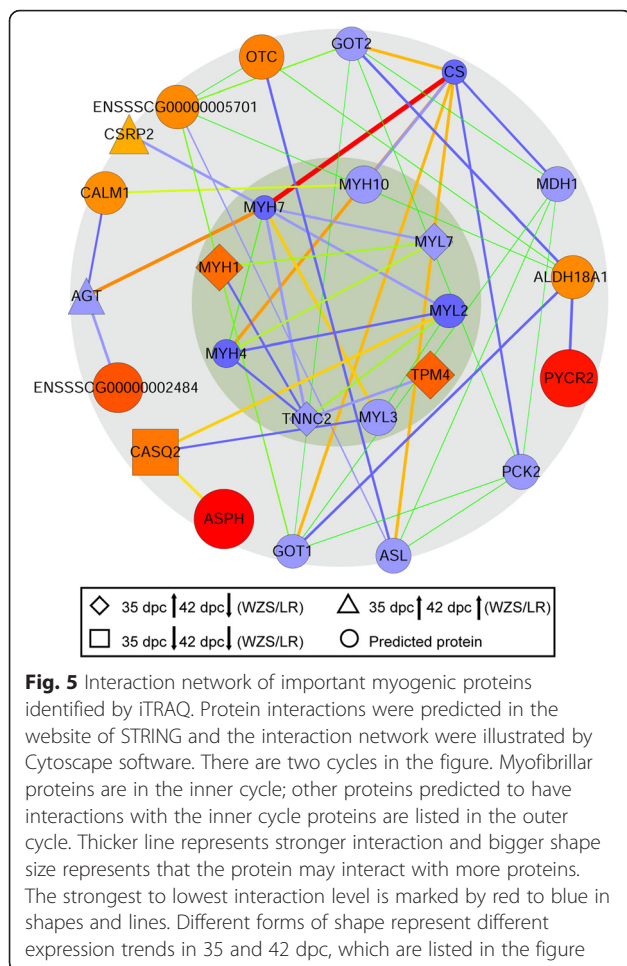 GOT2
OTC
CS
ENSSSCG00000005701
CSRP2
MYH10
MDH1
CALM1
MYH7
MYL7
MYH1
ALDH18A1
AGT
MYL2
MYH4
TPM4
PYCR2
ENSSSCG00000002484
TNNC2
MYL3
CASQ2
PCK2
ASPH
GOT1
ASL
35 dpc 42 dpc (WZS/LR)
35 dpc 42 dpc (WZS/LR)
35 dpc 42 dpc (WZS/LR)
Predicted protein
Fig. 5 Interaction network of important myogenic proteins
identified by iTRAQ. Protein interactions were predicted in the
website of STRING and the interaction network were illustrated by
Cytoscape software. There are two cycles in the figure. Myofibrillar
proteins are in the inner cycle; other proteins predicted to have
interactions with the inner cycle proteins are listed in the outer
cycle. Thicker line represents stronger interaction and bigger shape
size represents that the protein may interact with more proteins.
The strongest to lowest interaction level is marked by red to blue in
shapes and lines. Different forms of shape represent different
expression trends in 35 and 42 dpc, which are listed in the figure